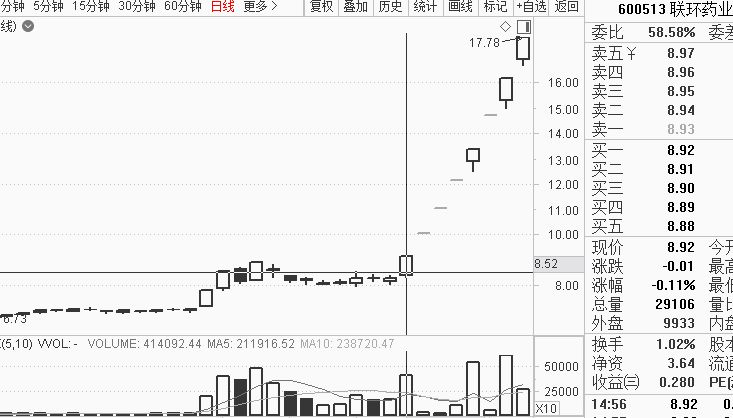 分钟 5分钟 15分钟 30分钟 60分钟 日线 更多> 复权 叠加 历史 统计 画线 标记 +自选 返回
600513 联环药业
线)
委比 58.58% 委差
17.78
卖五 ¥ 8.97
卖四 8.96
卖三 8.95
卖二 8.94
卖一 8.93
买一 8.92
买二 8.91
买三 8.90
买四 8.89
买五 8.88
16.00
15.00
14.00
13.00
12.00
11.00
10.00
8.52
8.00
6.73
现价 8.92 今开
涨跌 -0.01 最高
涨幅 -0.11% 最低
总量 29106 量比
外盘 9933 内盘
(5,10) VVOL: - VOLUME: 414092.44 MA5: 211916.52 MA10: 238720.47
换手 1.02% 股本
净资 3.64 流通
收益㈢ 0.280 PE(
50000
25000
X10
14:56 8.92